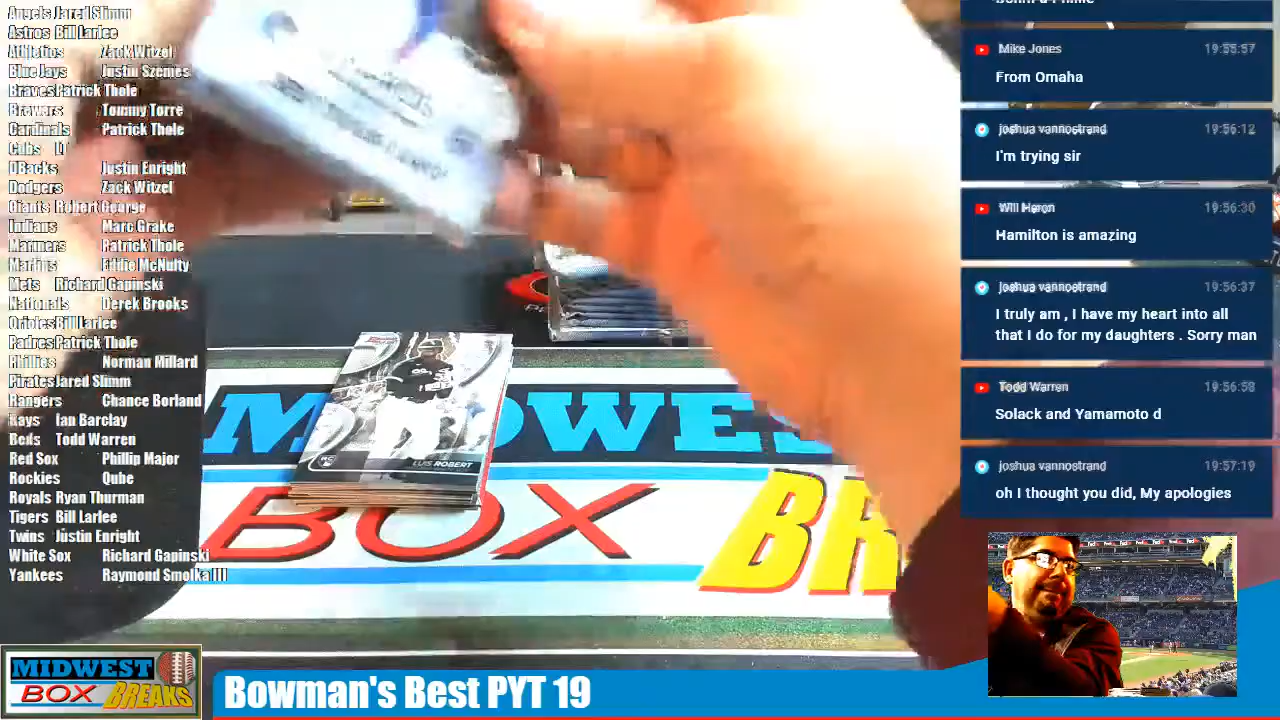 Angels Jared Slimm
Astros Bill Larlee
Athletics Zack Witzel
Blue Jays Justin Szemes
Braves Patrick Thole
Brewers Tommy Torre
Cardinals Patrick Thole
Cubs
DBacks Justin Enright
Dodgers Zack Witzel
Giants Robert George
Indians Marc Grake
Mariners Patrick Thole
Marlins Eddie McNulty
Mets Richard Gapinski
Nationals Derek Brooks
Orioles Bill Larlee
Padres Patrick Thole
Phillies Norman Millard
Pirates Jared Slimm
Rangers Chance Borland
Rays Ian Barclay
Reds Todd Warren
Red Sox Phillip Major
Rockies Qube
Royals Ryan Thurman
Tigers Bill Larlee
Twins Justin Enright
White Sox Richard Gapinski
Yankees Raymond Smolka III
LUIS ROBERT
RC
MIDWE
BOX BR
MIDWEST
BOX BREAKS
Bowman's Best PYT 19
Mike Jones 19:55:57
From Omaha
joshua vannostrand 19:56:12
I'm trying sir
Will Heron 19:56:30
Hamilton is amazing
joshua vannostrand 19:56:37
I truly am , I have my heart into all
that I do for my daughters . Sorry man
Todd Warren 19:56:58
Solack and Yamamoto d
joshua vannostrand 19:57:19
oh I thought you did, My apologies